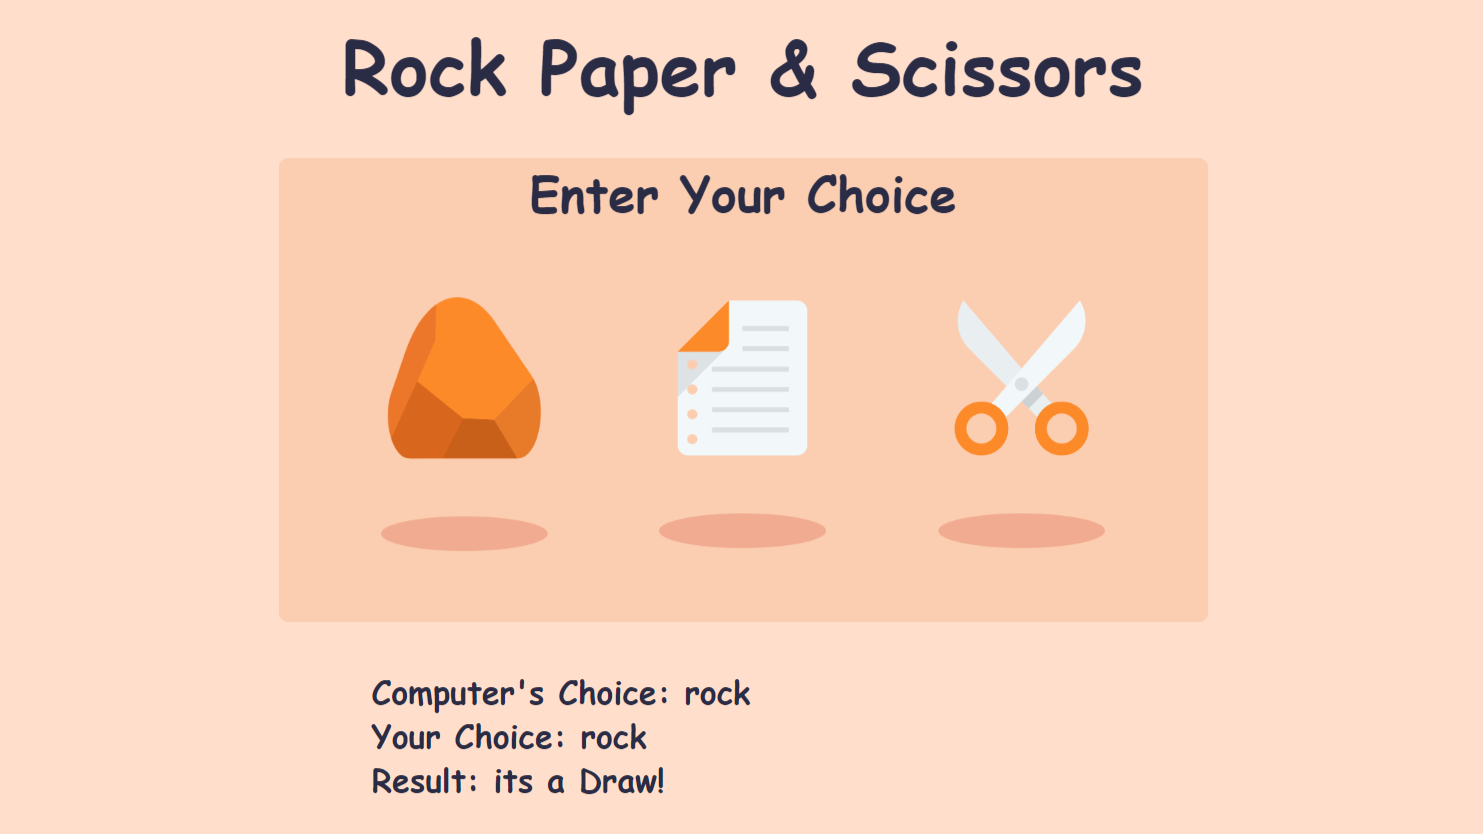 Rock Paper & Scissors
Enter Your Choice
Computer's Choice: rock
Your Choice: rock
Result: its a Draw!